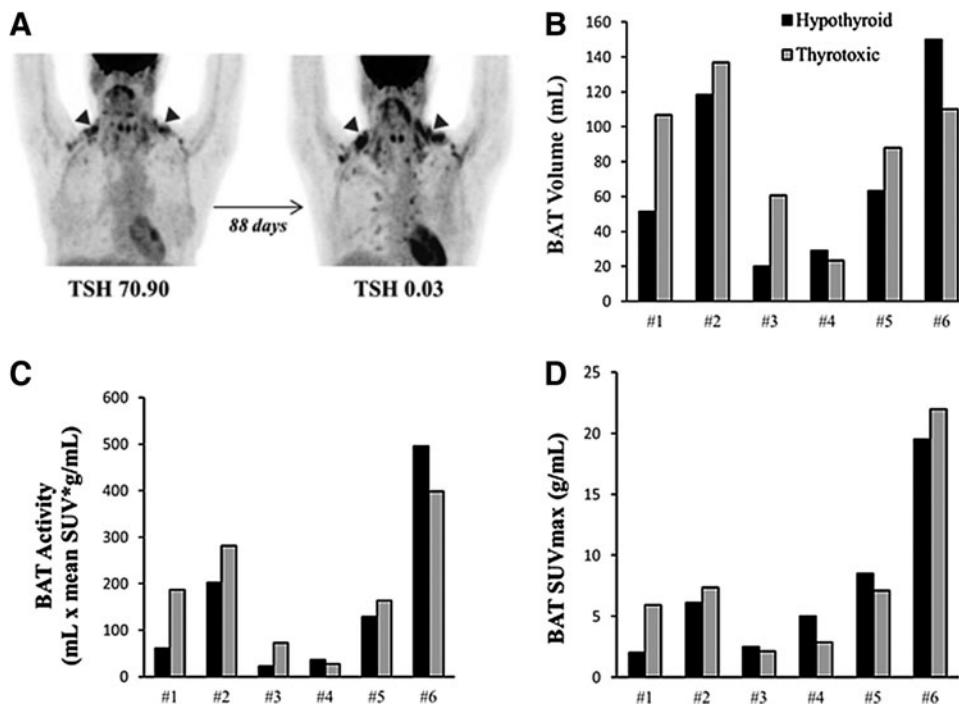 A
88 days
TSH 70.90
TSH 0.03
B
Hypothyroid
Thyrotoxic
BAT Volume (mL)
160
140
120
100
80
60
40
20
0
#1 #2 #3 #4 #5 #6
C
BAT Activity
(mL x mean SUV*g/mL)
600
500
400
300
200
100
0
#1 #2 #3 #4 #5 #6
D
BAT SUVmax (g/mL)
25
20
15
10
5
0
#1 #2 #3 #4 #5 #6